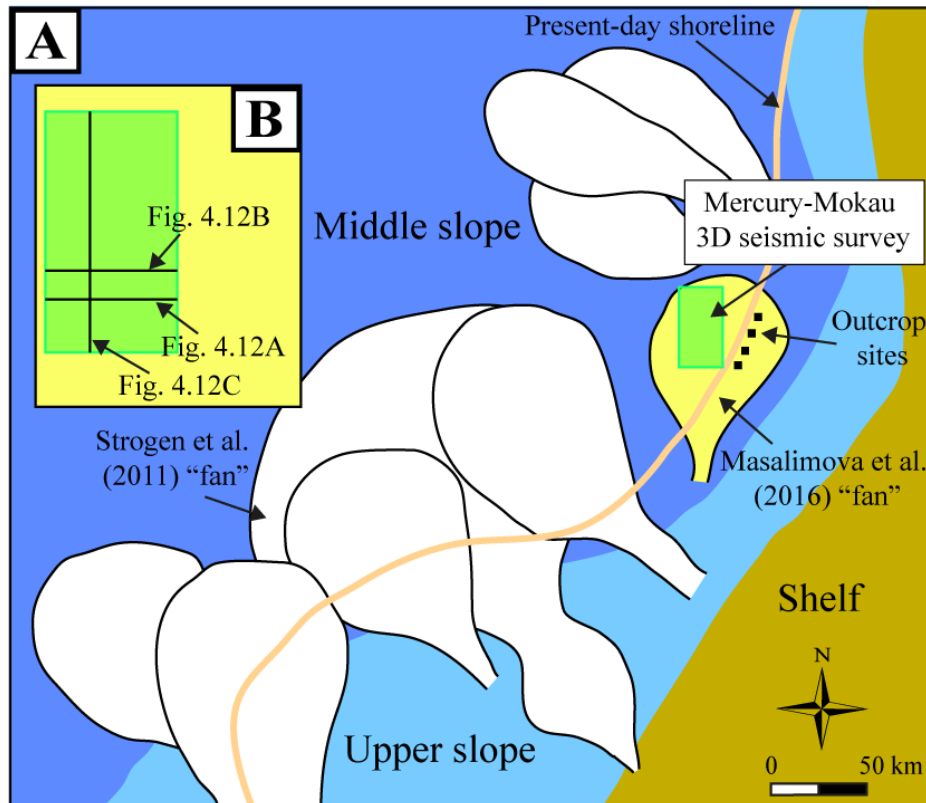 A
Present-day shoreline
B
Fig. 4.12B
Fig. 4.12A
Fig. 4.12C
Middle slope
Mercury-Mokau
3D seismic survey
Outcrop
sites
Strogen et al.
(2011) “fan”
Masalimova et al.
(2016) “fan”
Shelf
Upper slope
N
0 50 km